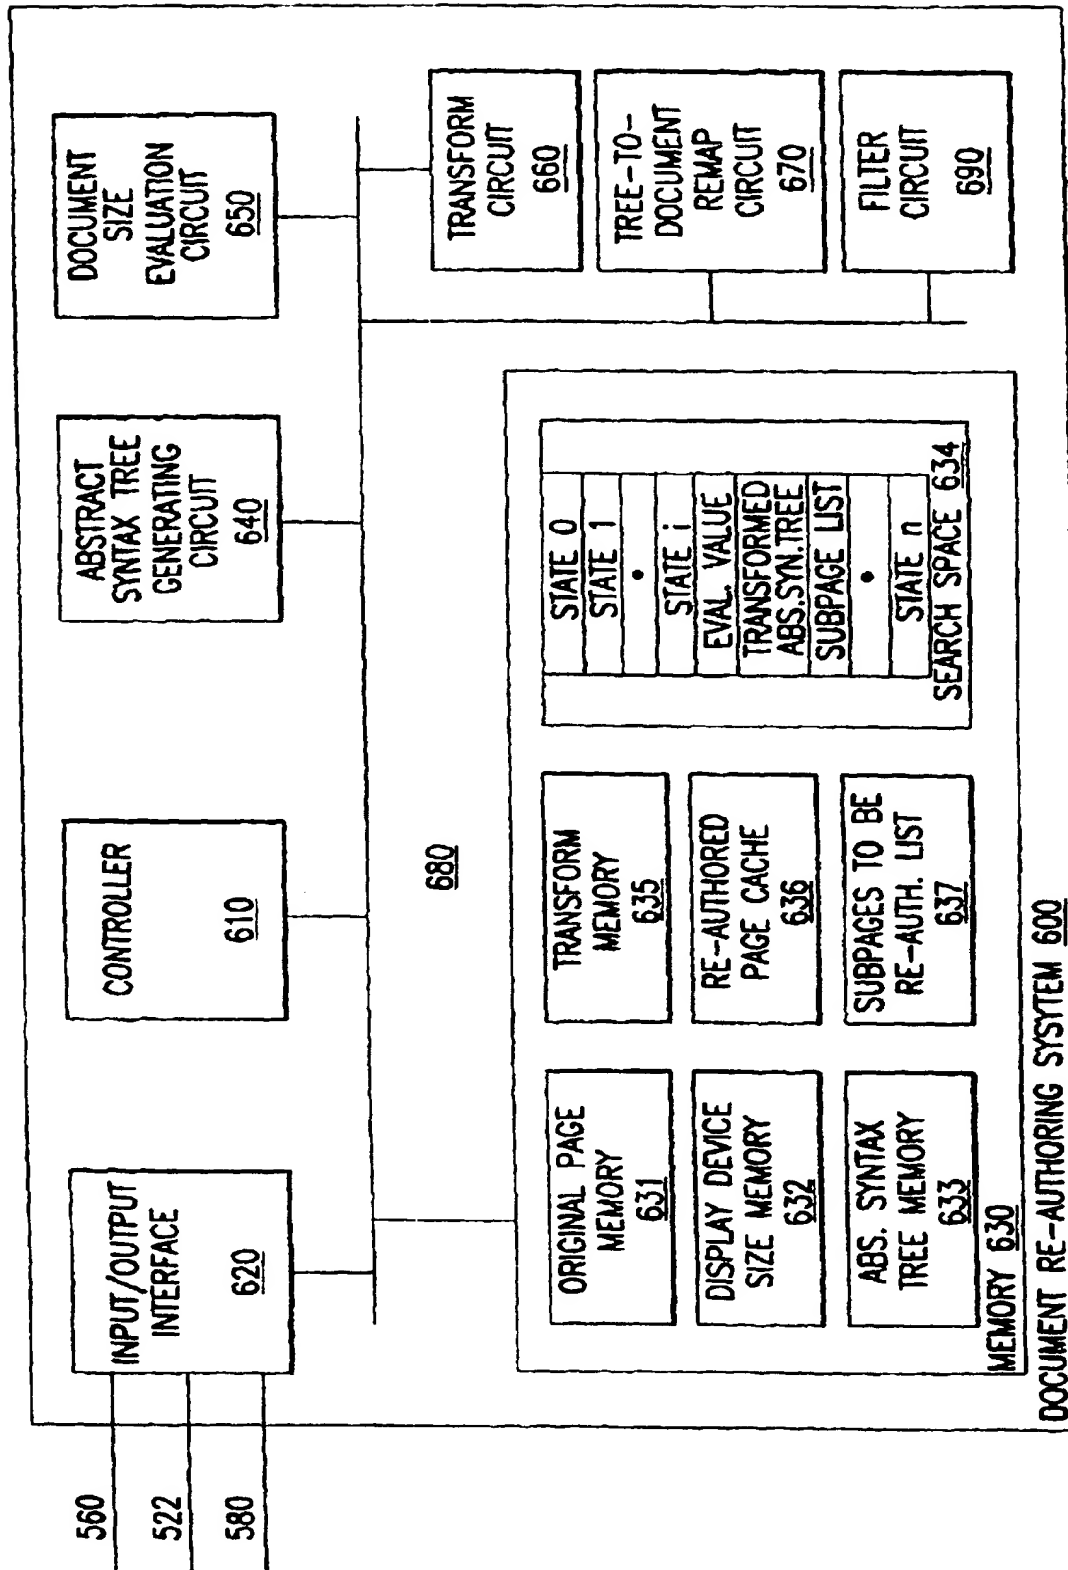 560
522
580
INPUT/OUTPUT
INTERFACE
620
CONTROLLER
610
ABSTRACT
SYNTAX TREE
GENERATING
CIRCUIT
640
DOCUMENT
SIZE
EVALUATION
CIRCUIT
650
680
TRANSFORM
CIRCUIT
660
TREE-TO-
DOCUMENT
REMAP
CIRCUIT
670
FILTER
CIRCUIT
690
ORIGINAL PAGE
MEMORY
631
DISPLAY DEVICE
SIZE MEMORY
632
ABS. SYNTAX
TREE MEMORY
633
TRANSFORM
MEMORY
635
RE-AUTHORED
PAGE CACHE
636
SUBPAGES TO BE
RE-AUTH. LIST
637
STATE 0
STATE 1
•
STATE i
EVAL. VALUE
TRANSFORMED
ABS.SYN.TREE
SUBPAGE LIST
•
STATE n
SEARCH SPACE 634
MEMORY 630
DOCUMENT RE-AUTHORING SYSYTEM 600